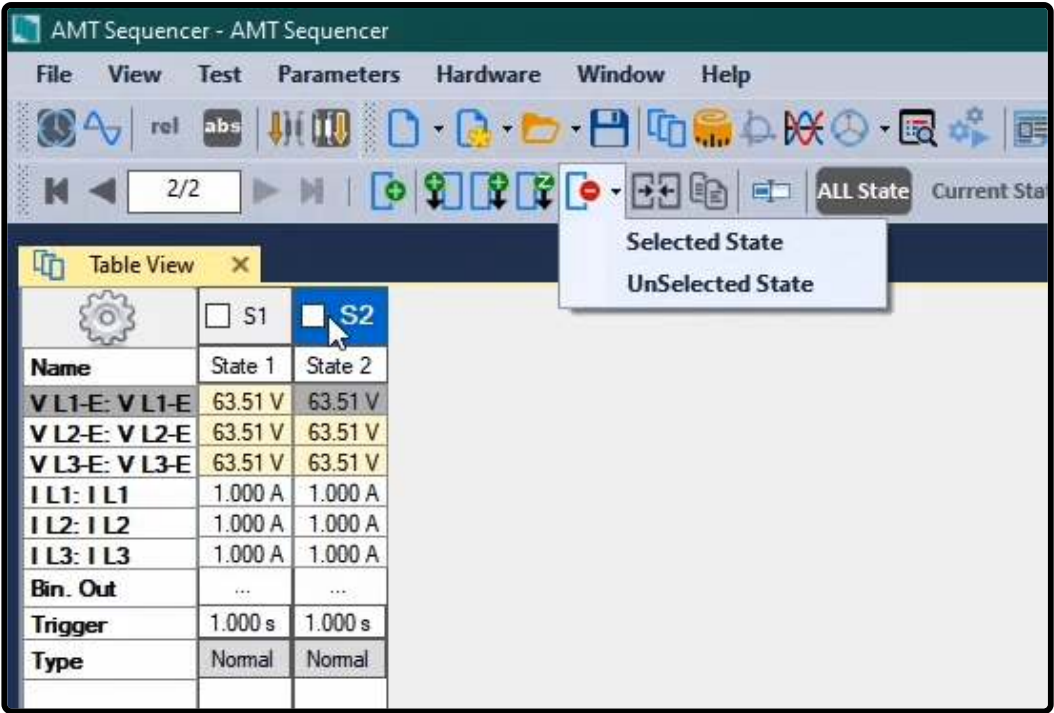 AMT Sequencer - AMT Sequencer
File View Test Parameters Hardware Window Help
rel abs
2/2 Z ALL State Current Sta
Selected State
UnSelected State
Table View
S1 S2
Name State 1 State 2
V L1-E: V L1-E 63.51 V 63.51 V
V L2-E: V L2-E 63.51 V 63.51 V
V L3-E: V L3-E 63.51 V 63.51 V
I L1: I L1 1.000 A 1.000 A
I L2: I L2 1.000 A 1.000 A
I L3: I L3 1.000 A 1.000 A
Bin. Out ... ...
Trigger 1.000 s 1.000 s
Type Normal Normal